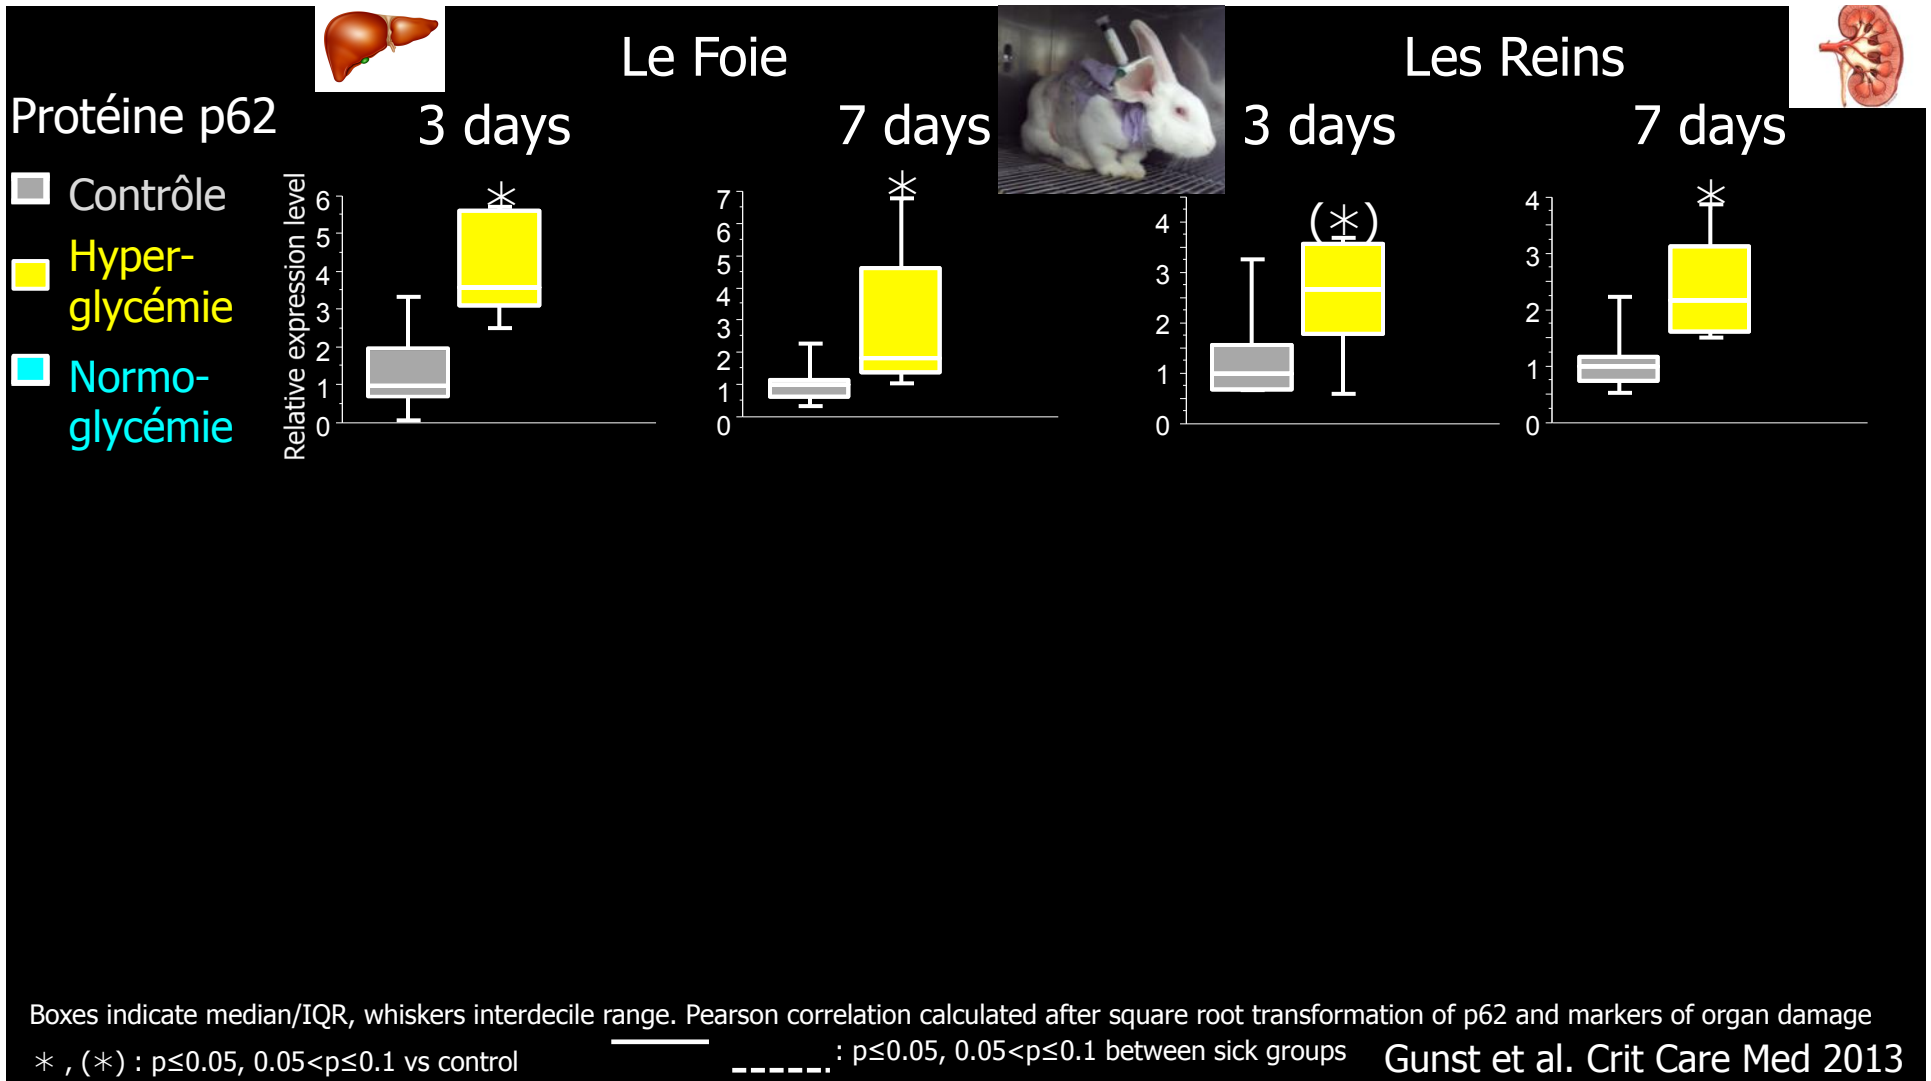 Le Foie
Les Reins
Protéine p62
3 days
7 days
3 days
7 days
Contrôle
Hyper-
glycémie
Normo-
glycémie
Relative expression level
6
5
4
3
2
1
0
*
7
6
5
4
3
2
1
0
*
4
3
2
1
0
(*)
4
3
2
1
0
*
Boxes indicate median/IQR, whiskers interdecile range. Pearson correlation calculated after square root transformation of p62 and markers of organ damage
* , (*) : p≤0.05, 0.05<p≤0.1 vs control
: p≤0.05, 0.05<p≤0.1 between sick groups
Gunst et al. Crit Care Med 2013